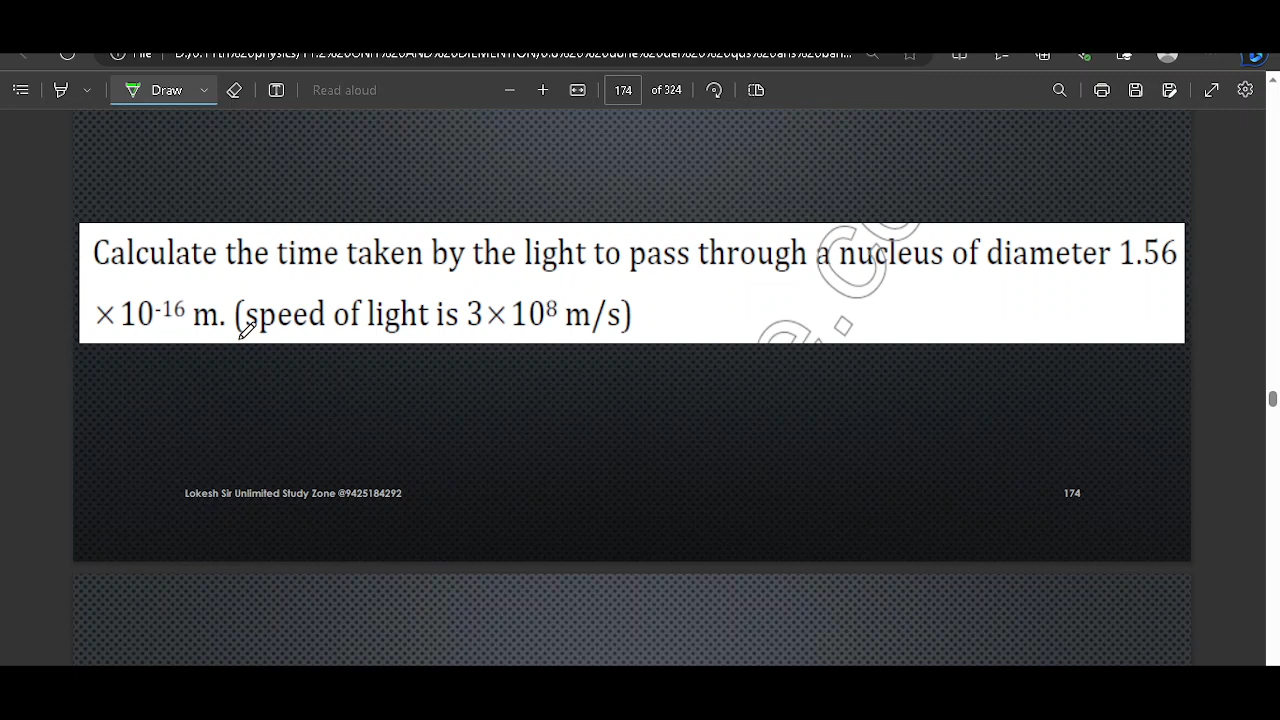 Draw
Read aloud
174 of 324
Calculate the time taken by the light to pass through a nucleus of diameter 1.56
×10⁻¹⁶ m. (speed of light is 3×10⁸ m/s)
Lokesh Sir Unlimited Study Zone @9425184292
174